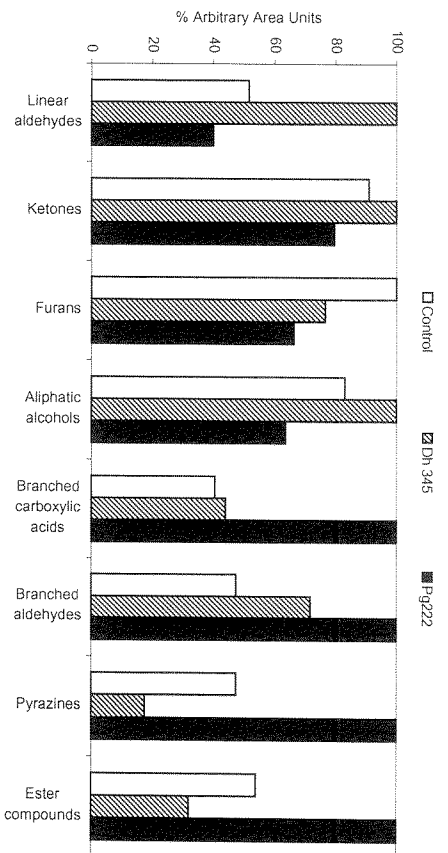 % Arbitrary Area Units
0
20
40
60
80
100
Linear
aldehydes
Ketones
Furans
Aliphatic
alcohols
Branched
carboxylic
acids
Branched
aldehydes
Pyrazines
Ester
compounds
Control
Dh 345
Pg222